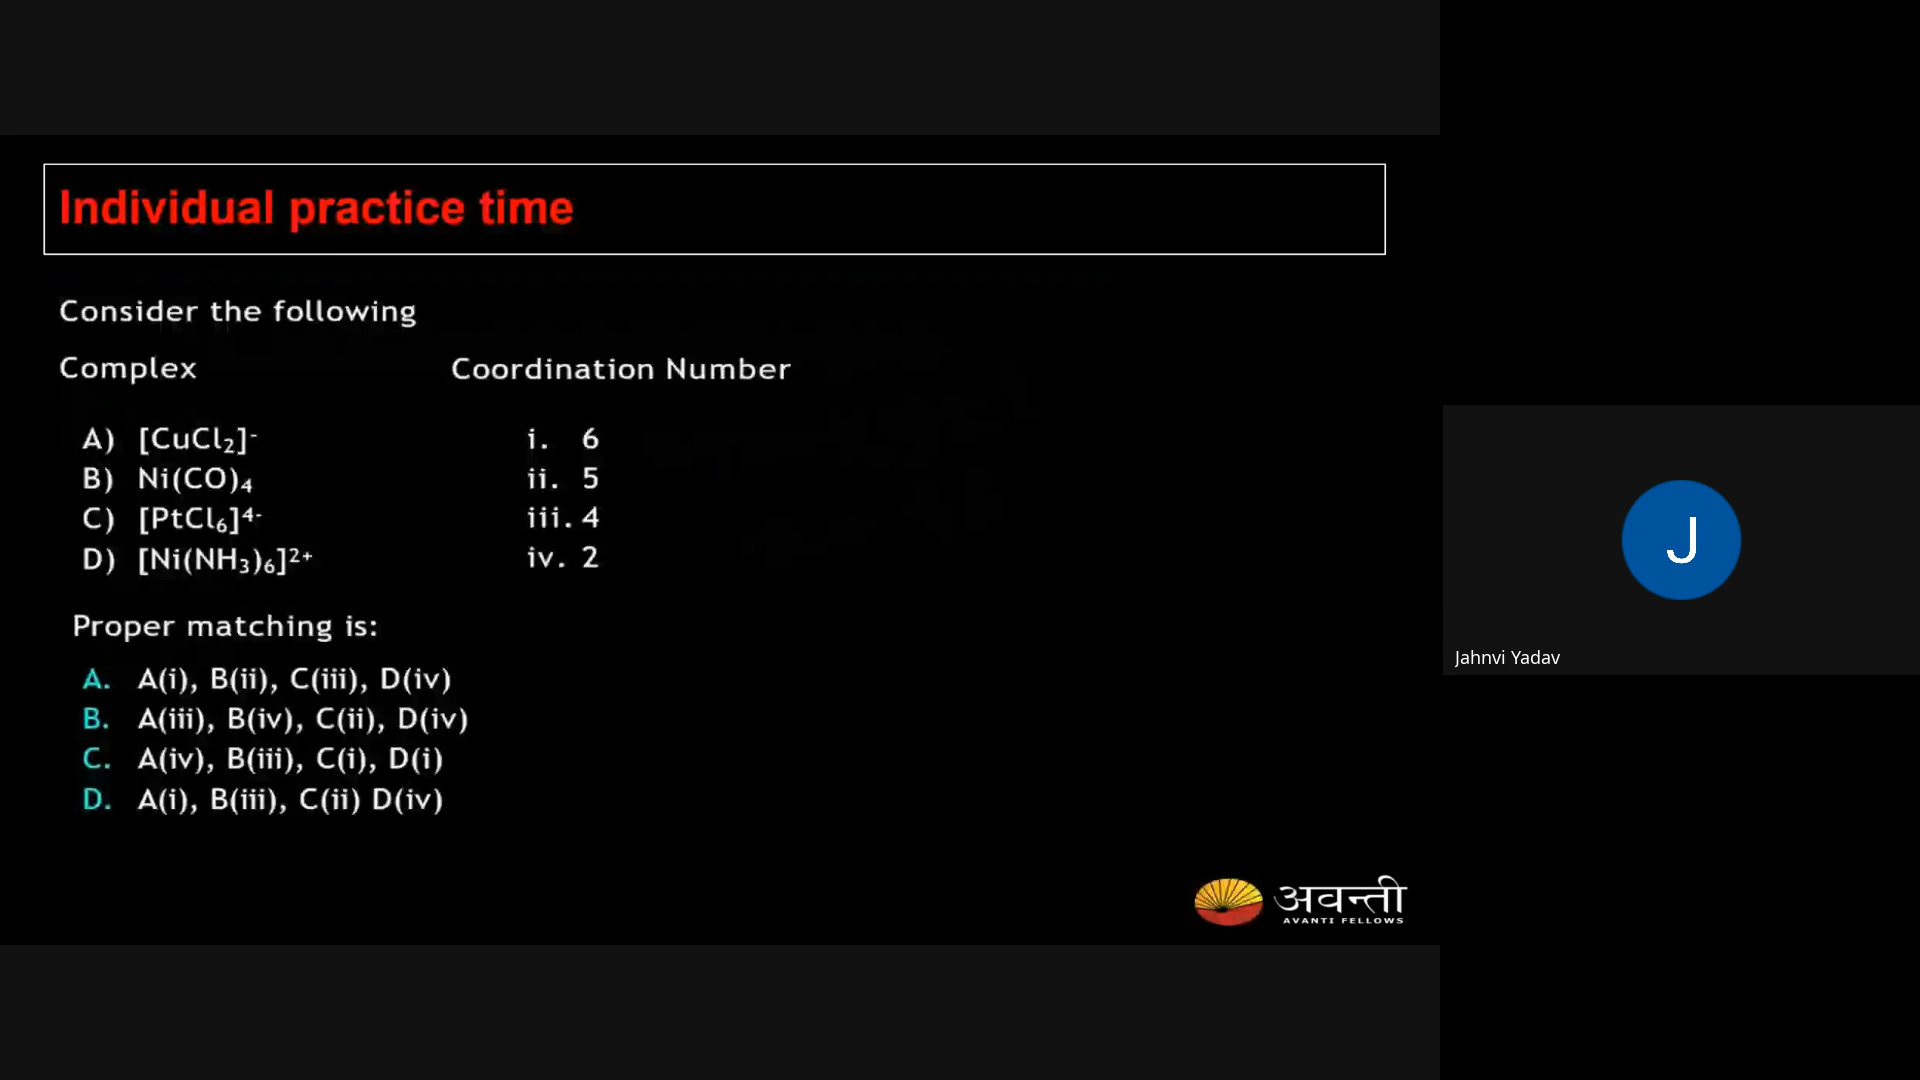 Individual practice time
Consider the following
Complex Coordination Number
A) [CuCl₂]⁻ i. 6
B) Ni(CO)₄ ii. 5
C) [PtCl₆]⁴⁻ iii. 4
D) [Ni(NH₃)₆]²⁺ iv. 2
Proper matching is:
A. A(i), B(ii), C(iii), D(iv)
B. A(iii), B(iv), C(ii), D(iv)
C. A(iv), B(iii), C(i), D(i)
D. A(i), B(iii), C(ii) D(iv)
अवन्ती
AVANTI FELLOWS
J
Jahnvi Yadav